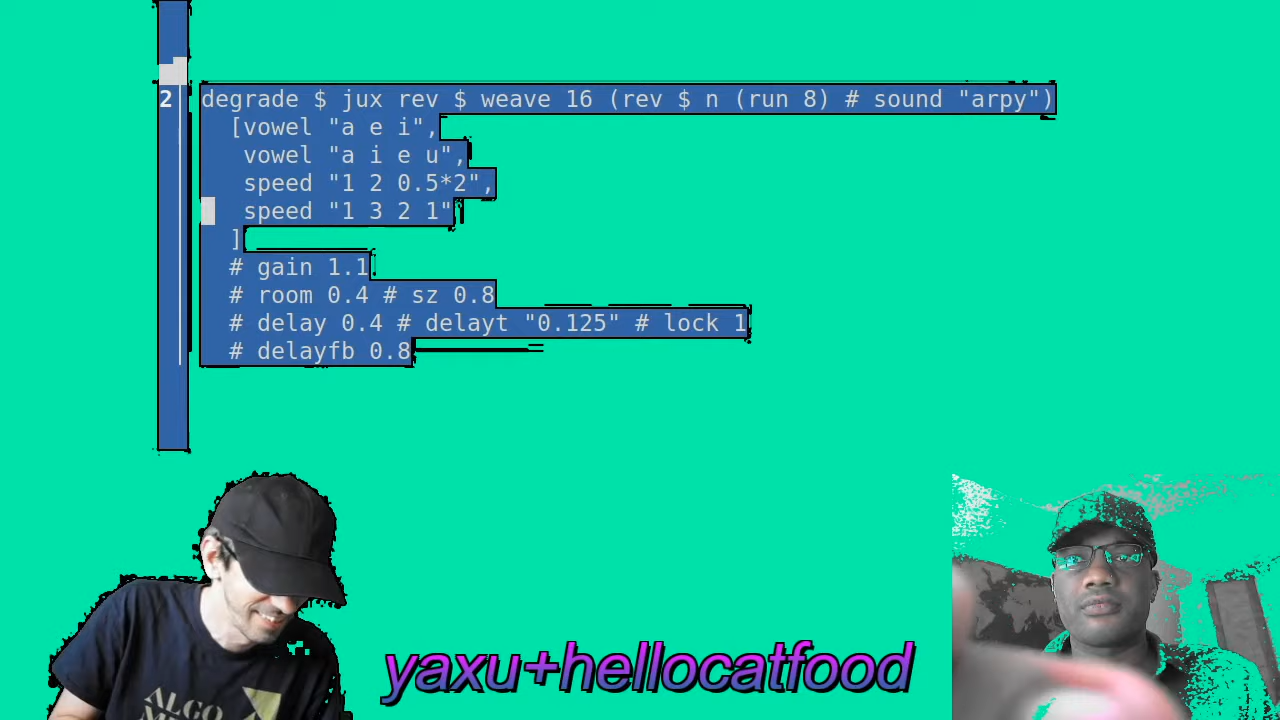 2
degrade $ jux rev $ weave 16 (rev $ n (run 8) # sound "arpy")
[vowel "a e i",
vowel "a i e u",
speed "1 2 0.5*2",
speed "1 3 2 1"
]
# gain 1.1
# room 0.4 # sz 0.8
# delay 0.4 # delayt "0.125" # lock 1
# delayfb 0.8
ALGO
yaxu+hellocatfood